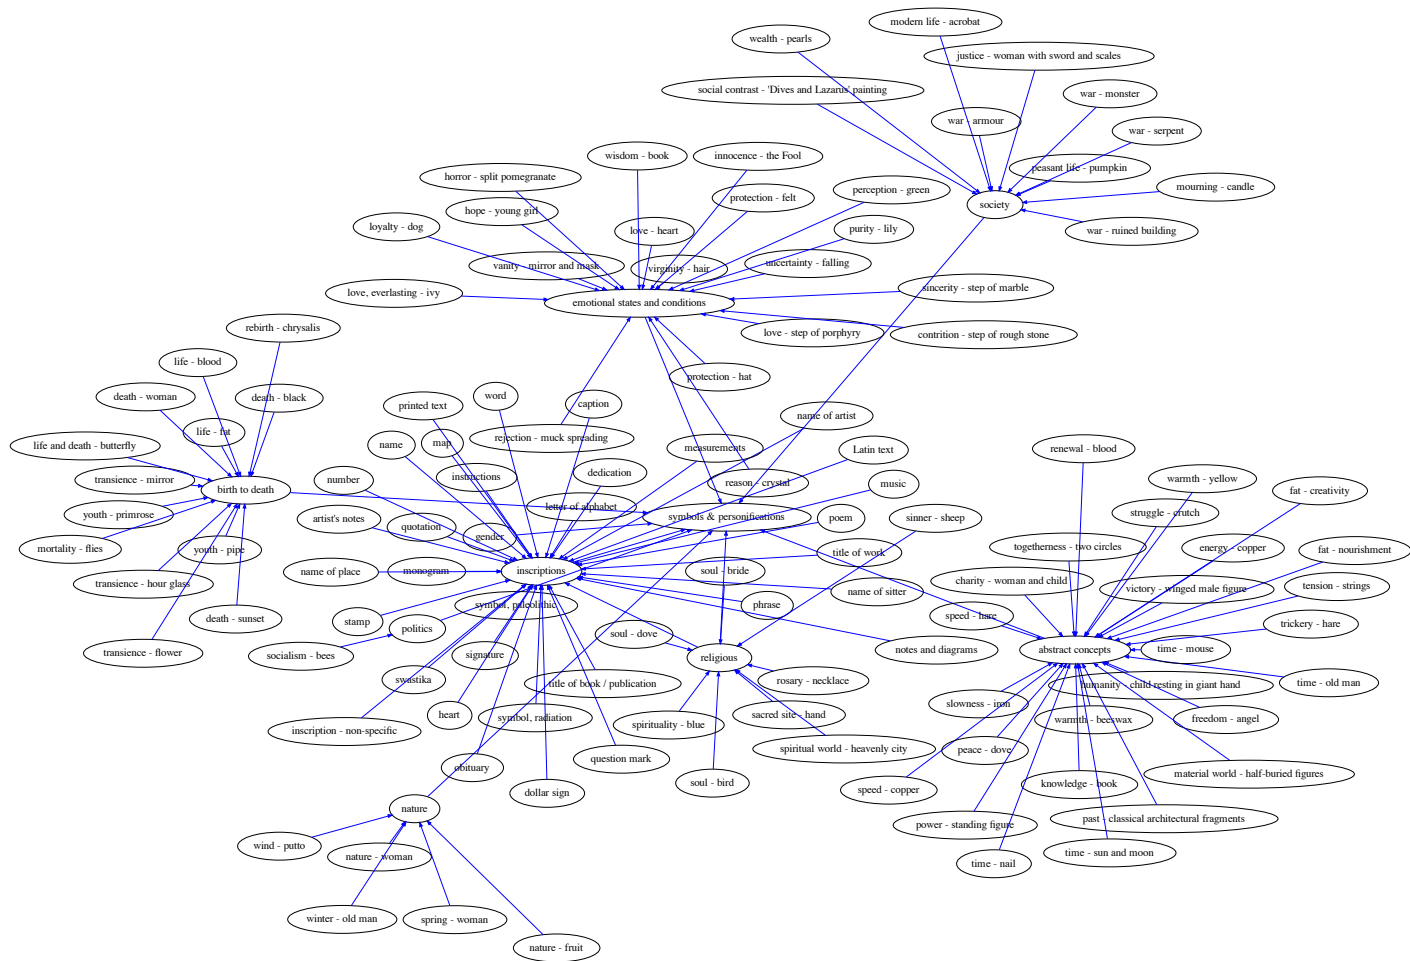 modern life - acrobat
wealth - pearls
justice - woman with sword and scales
social contrast - 'Dives and Lazarus' painting
war - monster
war - armour
war - serpent
wisdom - book
innocence - the Fool
peasant life - pumpkin
horror - split pomegranate
perception - green
mourning - candle
protection - felt
society
hope - young girl
loyalty - dog
love - heart
purity - lily
war - ruined building
vanity - mirror and mask
virginity - hair
uncertainty - falling
sincerity - step of marble
love, everlasting - ivy
emotional states and conditions
rebirth - chrysalis
love - step of porphyry
contrition - step of rough stone
life - blood
protection - hat
death - woman
death - black
printed text
word
caption
name of artist
life - fat
rejection - muck spreading
life and death - butterfly
name
map
measurements
Latin text
renewal - blood
transience - mirror
number
instructions
dedication
reason - crystal
music
warmth - yellow
fat - creativity
birth to death
youth - primrose
artist's notes
quotation
letter of alphabet
symbols & personifications
poem
sinner - sheep
struggle - crutch
gender
mortality - flies
youth - pipe
title of work
togetherness - two circles
energy - copper
fat - nourishment
name of place
monogram
inscriptions
soul - bride
transience - hour glass
charity - woman and child
victory - winged male figure
tension - strings
name of sitter
symbol, paleolithic
phrase
death - sunset
stamp
politics
soul - dove
speed - hare
trickery - hare
transience - flower
socialism - bees
signature
religious
notes and diagrams
abstract concepts
time - mouse
swastika
title of book / publication
rosary - necklace
humanity - child resting in giant hand
time - old man
slowness - iron
heart
symbol, radiation
sacred site - hand
warmth - beeswax
freedom - angel
inscription - non-specific
spirituality - blue
spiritual world - heavenly city
peace - dove
question mark
obituary
material world - half-buried figures
soul - bird
dollar sign
speed - copper
knowledge - book
nature
past - classical architectural fragments
power - standing figure
wind - putto
nature - woman
time - sun and moon
time - nail
winter - old man
spring - woman
nature - fruit